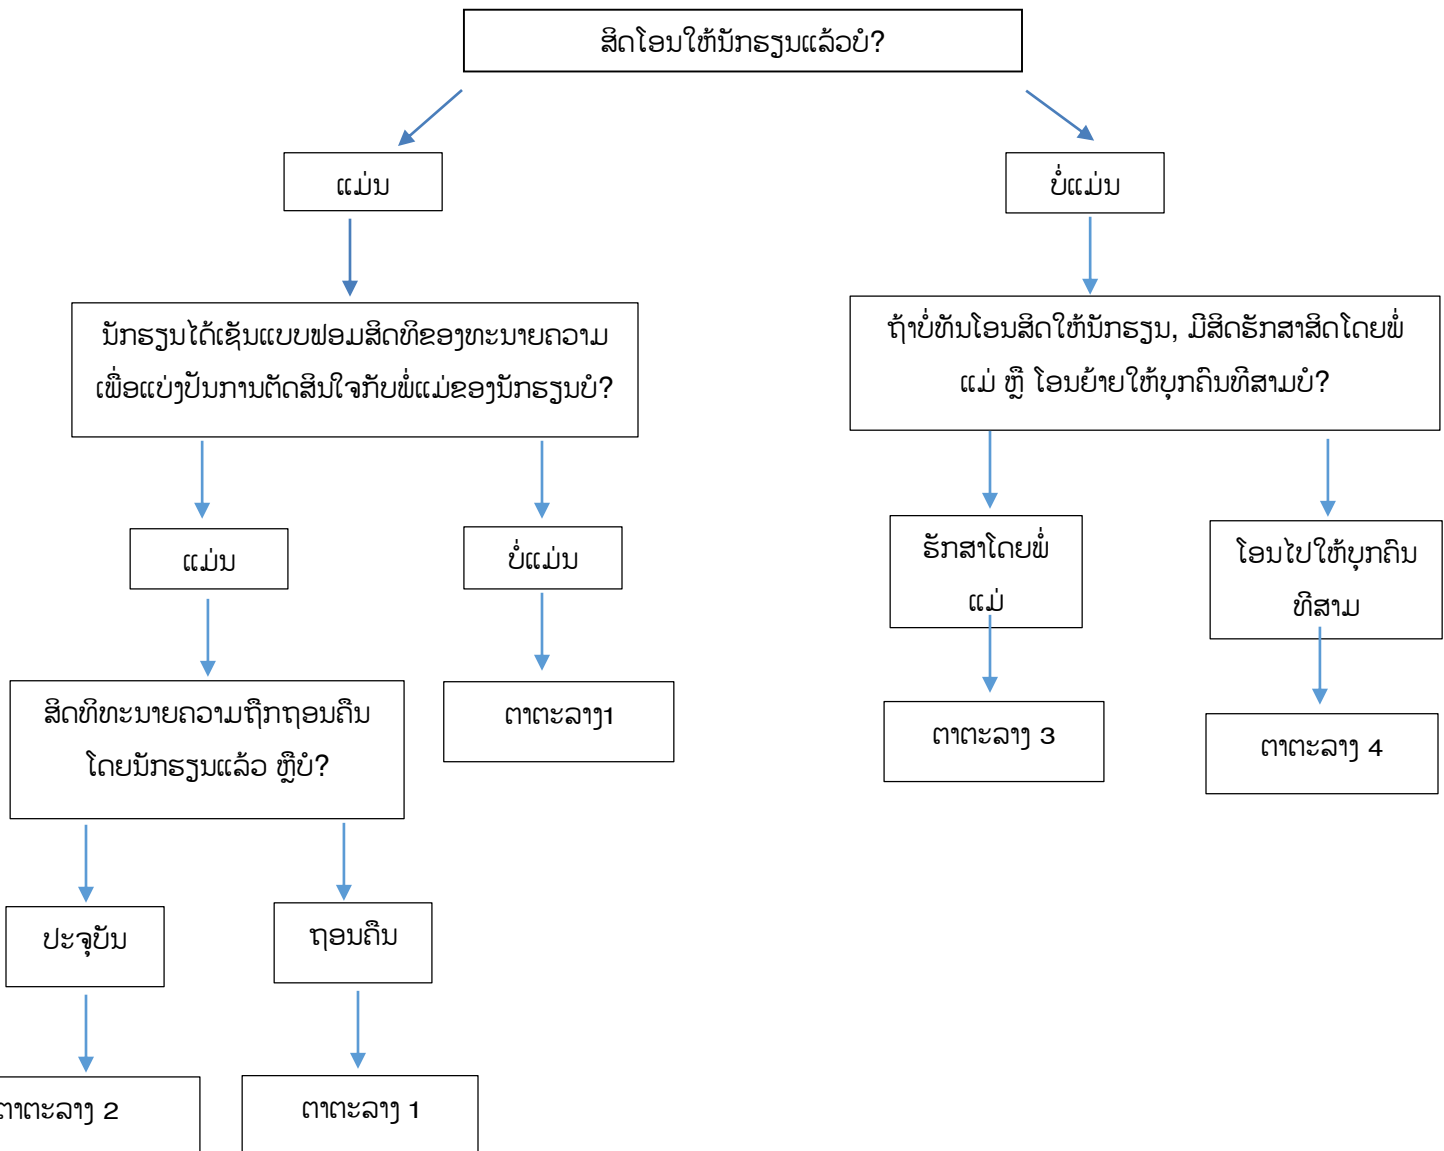 ສິດໂອນໃຫ້ນັກຮຽນແລ້ວບໍ?
ແມ່ນ
ບໍ່ແມ່ນ
ນັກຮຽນໄດ້ເຊັນແບບຟອມສິດທິຂອງທະນາຍຄວາມ
ເພື່ອແບ່ງປັນການຕັດສິນໃຈກັບພໍ່ແມ່ຂອງນັກຮຽນບໍ?
ຖ້າບໍ່ທັນໂອນສິດໃຫ້ນັກຮຽນ, ມີສິດຮັກສາສິດໂດຍພໍ່
ແມ່ ຫຼື ໂອນຍ້າຍໃຫ້ບຸກຄົນທີສາມບໍ?
ແມ່ນ
ບໍ່ແມ່ນ
ຮັກສາໂດຍພໍ່
ແມ່
ໂອນໄປໃຫ້ບຸກຄົນ
ທີສາມ
ສິດທິທະນາຍຄວາມຖືກຖອນຄືນ
ໂດຍນັກຮຽນແລ້ວ ຫຼືບໍ?
ຕາຕະລາງ1
ຕາຕະລາງ 3
ຕາຕະລາງ 4
ປະຈຸບັນ
ຖອນຄືນ
ຕາຕະລາງ 2
ຕາຕະລາງ 1